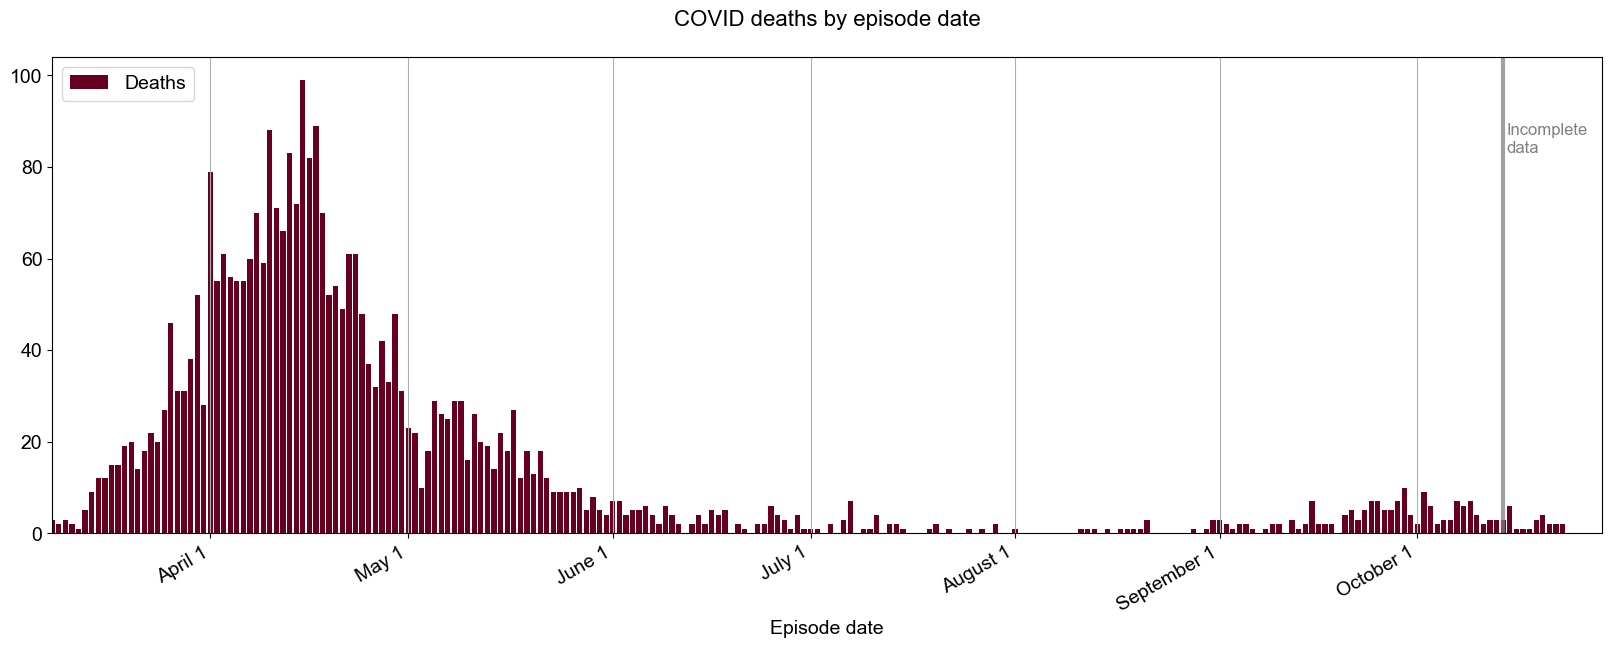 COVID deaths by episode date
Deaths
100
80
60
40
20
0
Incomplete
data
April 1
May 1
June 1
July 1
August 1
September 1
October 1
Episode date